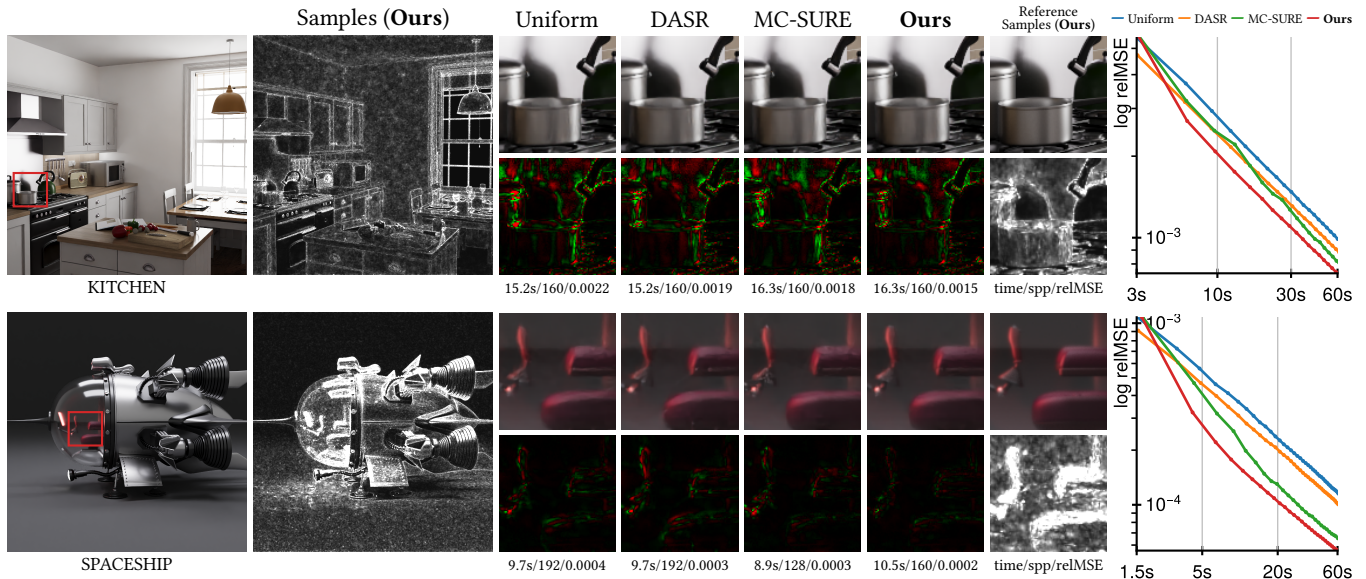 Samples (Ours)
Uniform
DASR
MC-SURE
Ours
Reference
Samples (Ours)
Uniform DASR MC-SURE Ours
log relMSE
10⁻³
3s 10s 30s 60s
KITCHEN
15.2s/160/0.0022
15.2s/160/0.0019
16.3s/160/0.0018
16.3s/160/0.0015
time/spp/relMSE
log relMSE
10⁻³
10⁻⁴
1.5s 5s 20s 60s
SPACESHIP
9.7s/192/0.0004
9.7s/192/0.0003
8.9s/128/0.0003
10.5s/160/0.0002
time/spp/relMSE